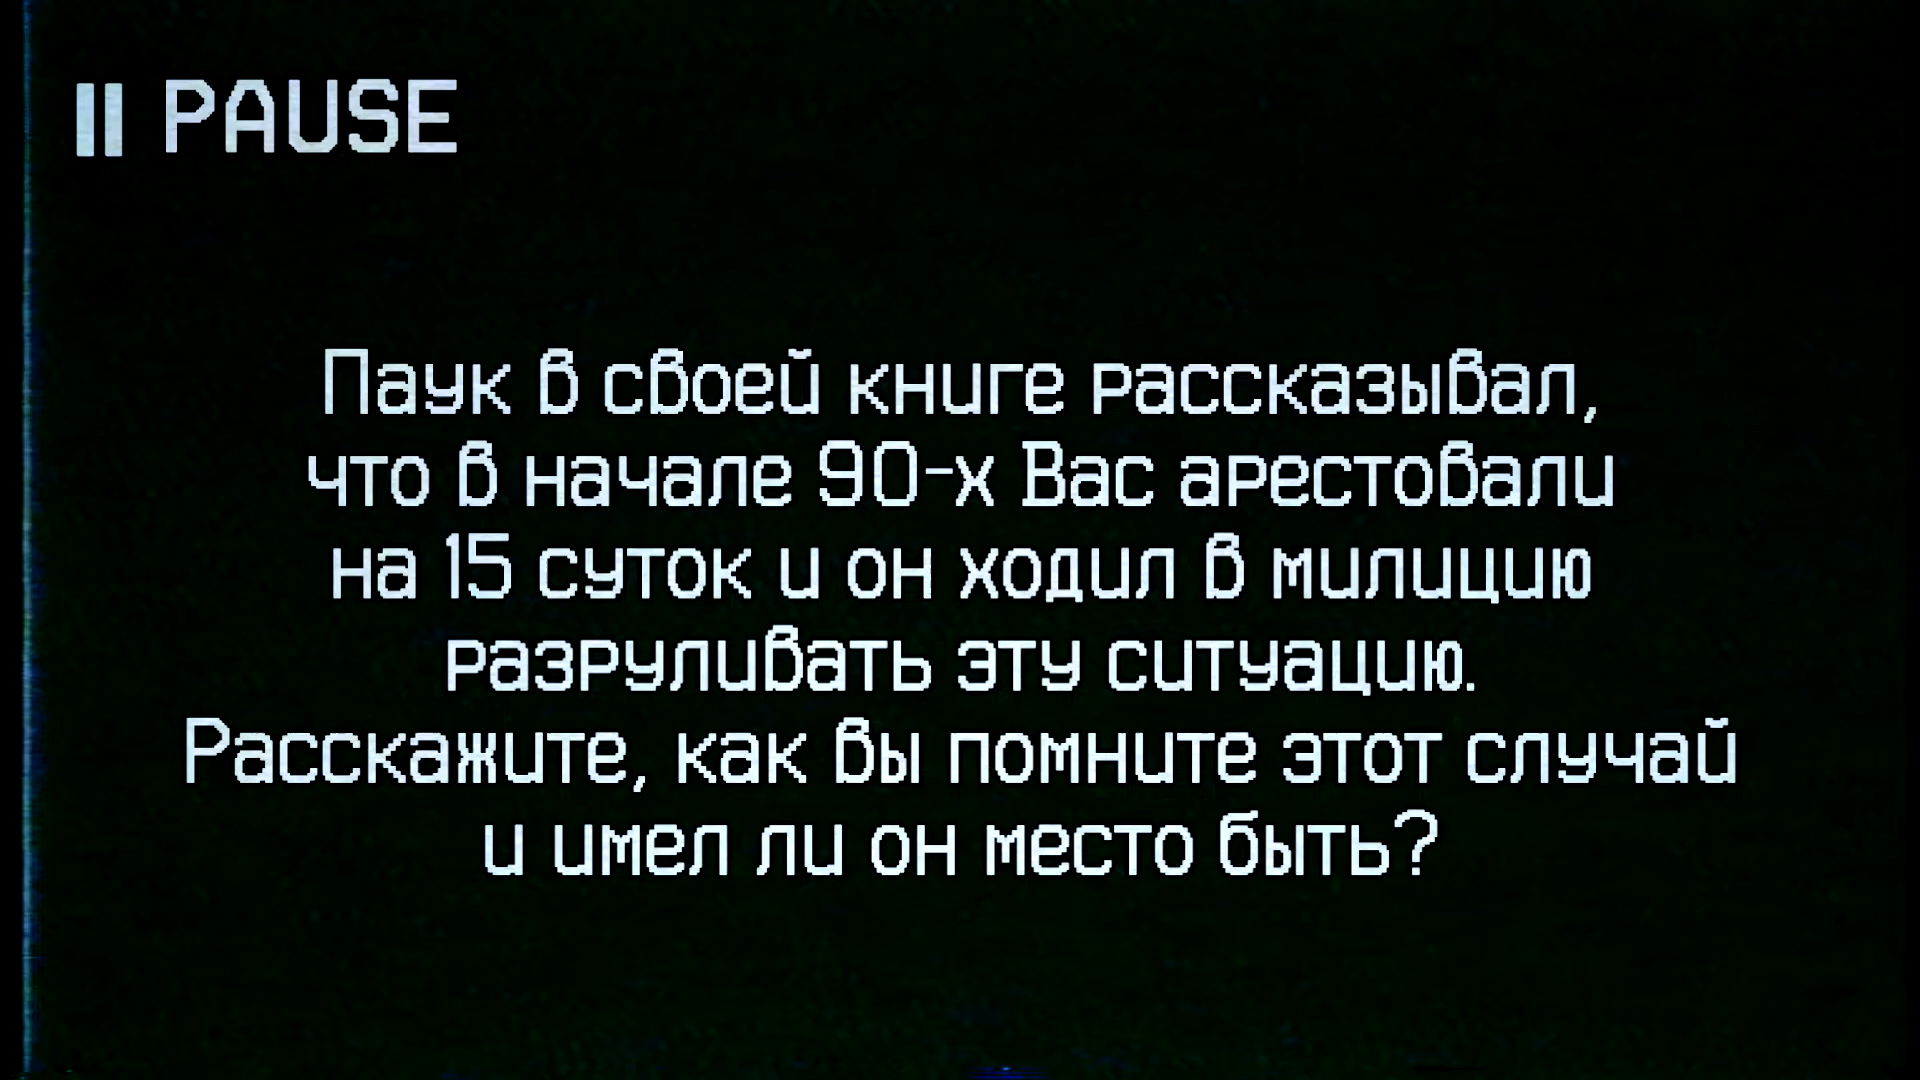 PAUSE
Паук в своей книге рассказывал,
что в начале 90-х Вас арестовали
на 15 суток и он ходил в милицию
разруливать эту ситуацию.
Расскажите, как вы помните этот случай
и имел ли он место быть?